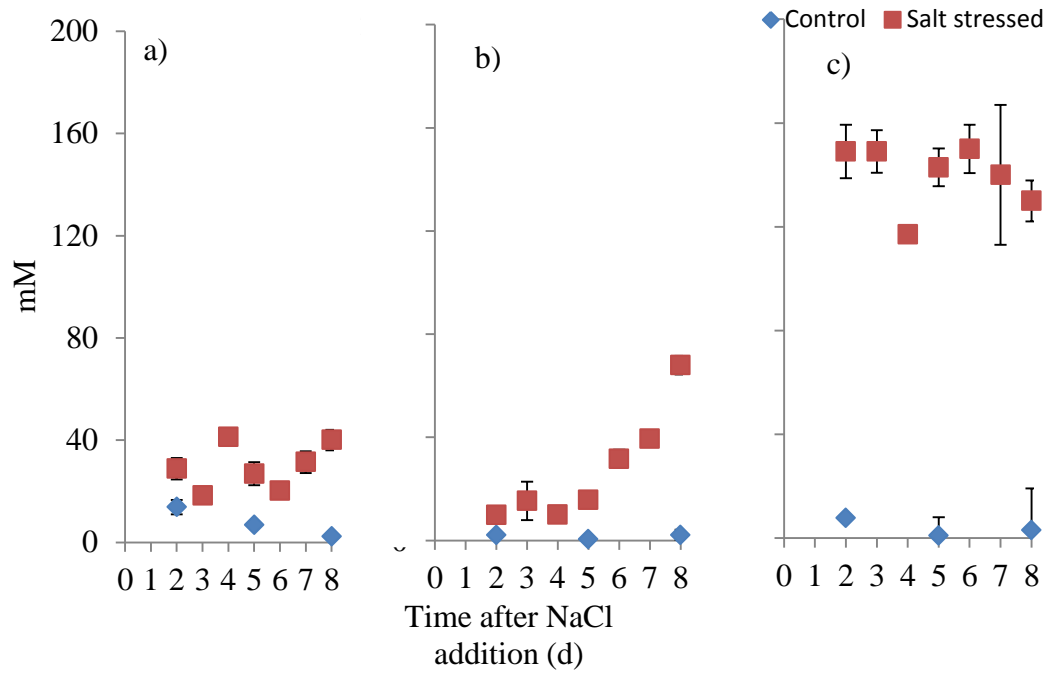 Control Salt stressed
a)
b)
c)
mM
200
160
120
80
40
0
0
0 1 2 3 4 5 6 7 8
0 1 2 3 4 5 6 7 8
0 1 2 3 4 5 6 7 8
Time after NaCl
addition (d)